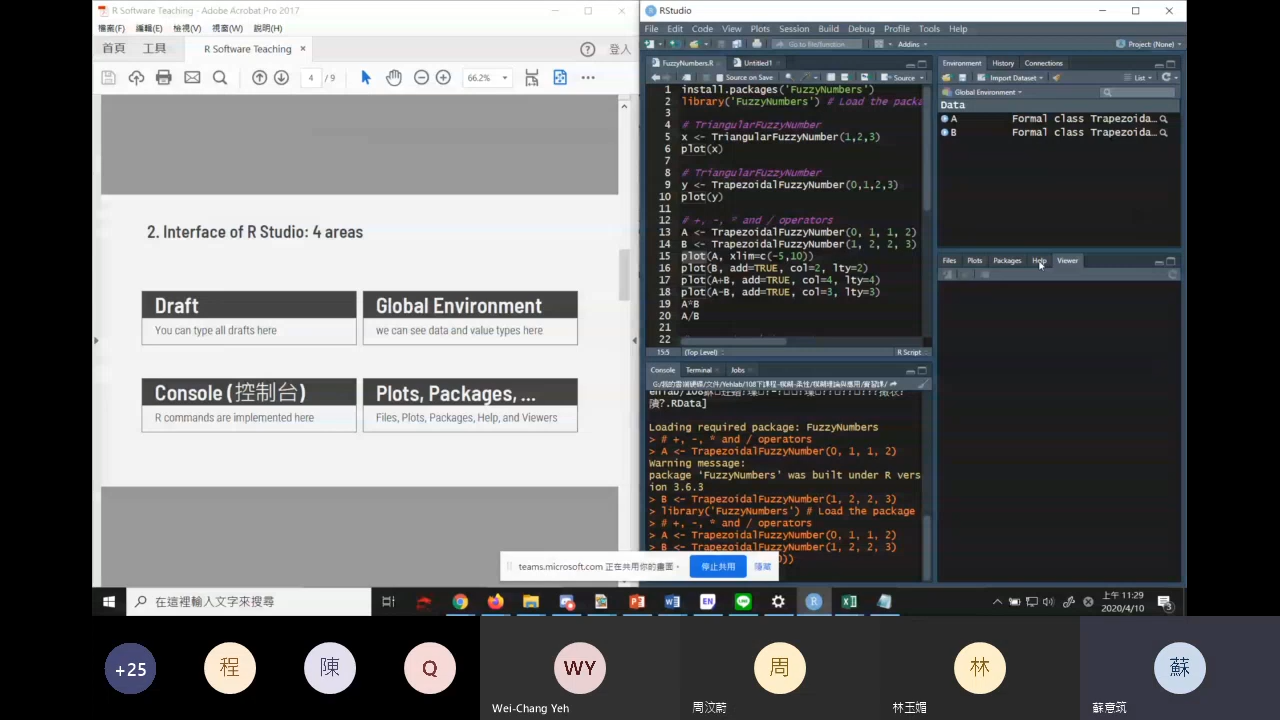 R Software Teaching - Adobe Acrobat Pro 2017
檔案(F) 編輯(E) 檢視(V) 視窗(W) 說明(H)
首頁 工具 R Software Teaching × 登入
4 / 9 66.2%
2. Interface of R Studio: 4 areas
Draft
You can type all drafts here
Global Environment
we can see data and value types here
Console (控制台)
R commands are implemented here
Plots, Packages, ...
Files, Plots, Packages, Help, and Viewers
RStudio
File Edit Code View Plots Session Build Debug Profile Tools Help
Go to file/function Addins Project: (None)
FuzzyNumbers.R Untitled1
Source on Save Source
1 install.packages('FuzzyNumbers')
2 library('FuzzyNumbers') # Load the packa
3
4 # TriangularFuzzyNumber
5 x <- TriangularFuzzyNumber(1,2,3)
6 plot(x)
7
8 # TriangularFuzzyNumber
9 y <- TrapezoidalFuzzyNumber(0,1,2,3)
10 plot(y)
11
12 # +, -, * and / operators
13 A <- TrapezoidalFuzzyNumber(0, 1, 1, 2)
14 B <- TrapezoidalFuzzyNumber(1, 2, 2, 3)
15 plot(A, xlim=c(-5,10))
16 plot(B, add=TRUE, col=2, lty=2)
17 plot(A+B, add=TRUE, col=4, lty=4)
18 plot(A-B, add=TRUE, col=3, lty=3)
19 A*B
20 A/B
21
22
15:5 (Top Level) R Script
Console Terminal Jobs
?.RData]
Loading required package: FuzzyNumbers
> # +, -, * and / operators
> A <- TrapezoidalFuzzyNumber(0, 1, 1, 2)
Warning message:
package 'FuzzyNumbers' was built under R vers
ion 3.6.3
> B <- TrapezoidalFuzzyNumber(1, 2, 2, 3)
> library('FuzzyNumbers') # Load the package
> # +, -, * and / operators
> A <- TrapezoidalFuzzyNumber(0, 1, 1, 2)
> B <- TrapezoidalFuzzyNumber(1, 2, 2, 3)
))
Environment History Connections
Import Dataset List
Global Environment
Data
A Formal class Trapezoida…
B Formal class Trapezoida…
Files Plots Packages Help Viewer
teams.microsoft.com 正在共用你的畫面。 停止共用 隱藏
在這裡輸入文字來搜尋
EN
上午 11:29
2020/4/10
3
+25 程 陳 Q WY 周 林 蘇
Wei-Chang Yeh 周汶蔚 林玉媚 蘇意筑